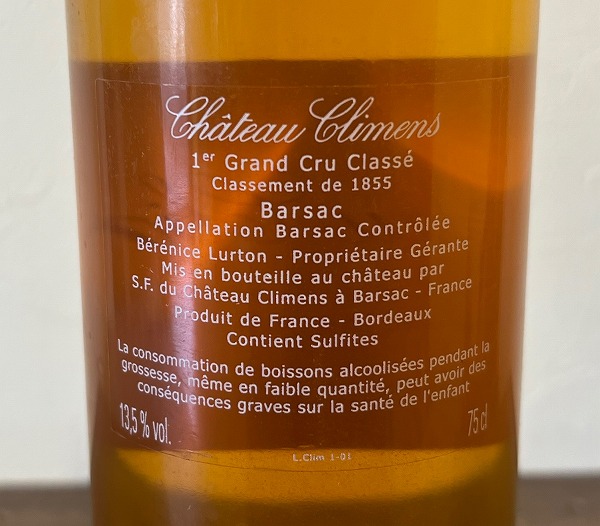 Château Climens
1er Grand Cru Classé
Classement de 1855
Barsac
Appellation Barsac Contrôlée
Bérénice Lurton - Propriétaire Gérante
Mis en bouteille au château par
S.F. du Château Climens à Barsac - France
Produit de France - Bordeaux
Contient Sulfites
La consommation de boissons alcoolisées pendant la
grossesse, même en faible quantité, peut avoir des
conséquences graves sur la santé de l'enfant
13,5 % vol. 75 cl
L.Clim 1-01